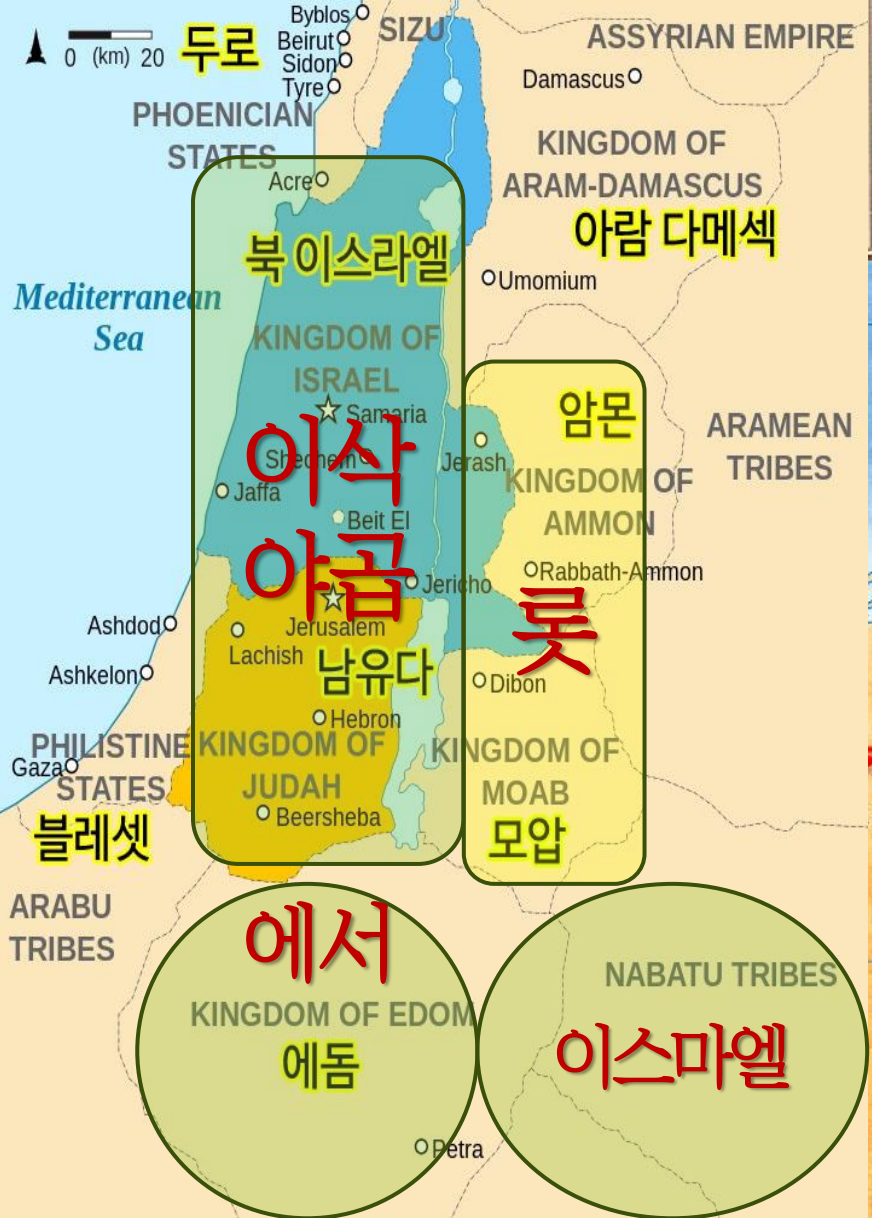 0 (km) 20
두로
Byblos
Beirut
Sidon
Tyre
SIZU
ASSYRIAN EMPIRE
Damascus
PHOENICIAN
STATES
KINGDOM OF
ARAM-DAMASCUS
아람 다메섹
Acre
북 이스라엘
Umomium
Mediterranean
Sea
KINGDOM OF
ISRAEL
Samaria
이삭
야곱
Shechem
Jaffa
Beit El
Jerash
암몬
KINGDOM OF
AMMON
ARAMEAN
TRIBES
Rabbath-Ammon
Jericho
롯
Jerusalem
Ashdod
Lachish
남유다
Ashkelon
Dibon
Hebron
PHILISTINE
STATES
Gaza
블레셋
KINGDOM OF
JUDAH
Beersheba
KINGDOM OF
MOAB
모압
ARABU
TRIBES
에서
KINGDOM OF EDOM
에돔
NABATU TRIBES
이스마엘
Petra